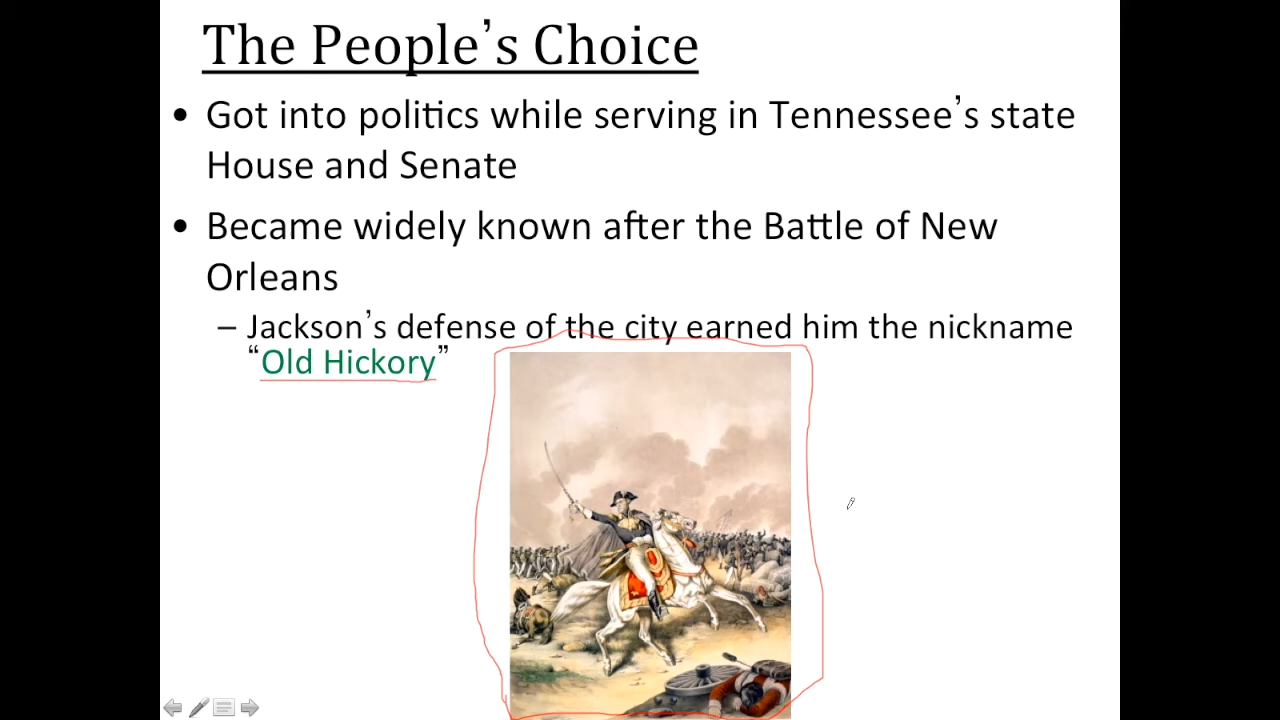 The People’s Choice
• Got into politics while serving in Tennessee’s state
House and Senate
• Became widely known after the Battle of New
Orleans
– Jackson’s defense of the city earned him the nickname
“Old Hickory”